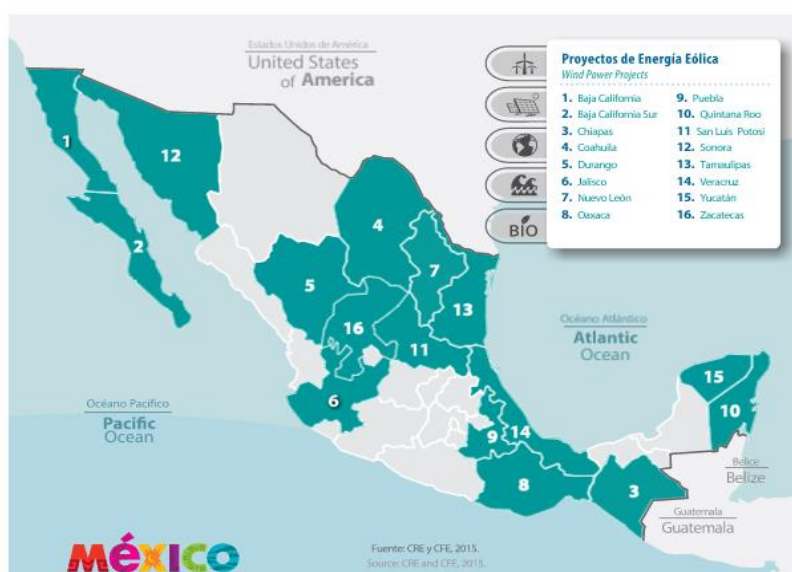 Estados Unidos de América
United States
of America
Proyectos de Energía Eólica
Wind Power Projects
1. Baja California
2. Baja California Sur
3. Chiapas
4. Coahuila
5. Durango
6. Jalisco
7. Nuevo León
8. Oaxaca
9. Puebla
10. Quintana Roo
11 San Luis Potosí
12. Sonora
13. Tamaulipas
14. Veracruz
15. Yucatán
16. Zacatecas
BIO
1
12
2
4
7
5
13
16
11
6
9
14
8
3
15
10
Océano Atlántico
Atlantic
Ocean
Océano Pacífico
Pacific
Ocean
Belice
Belize
Guatemala
Guatemala
MéXICO
Fuente: CRE y CFE, 2015.
Source: CRE and CFE, 2015.